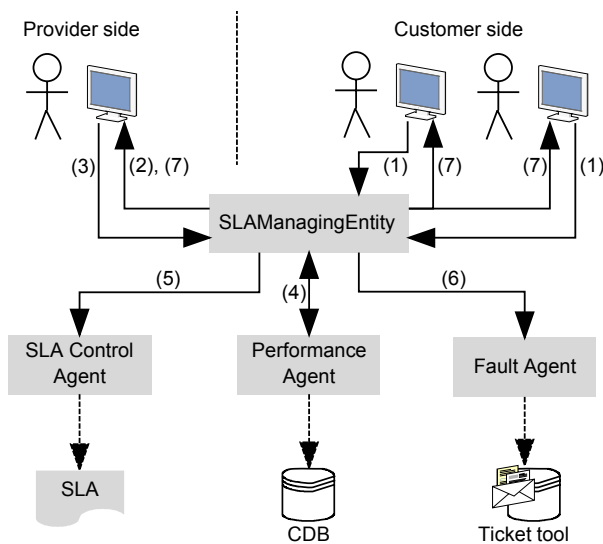 Provider side
Customer side
(3)
(2), (7)
(1)
(7)
(7)
(1)
SLAManagingEntity
(5)
(4)
(6)
SLA Control
Agent
Performance
Agent
Fault Agent
SLA
CDB
Ticket tool